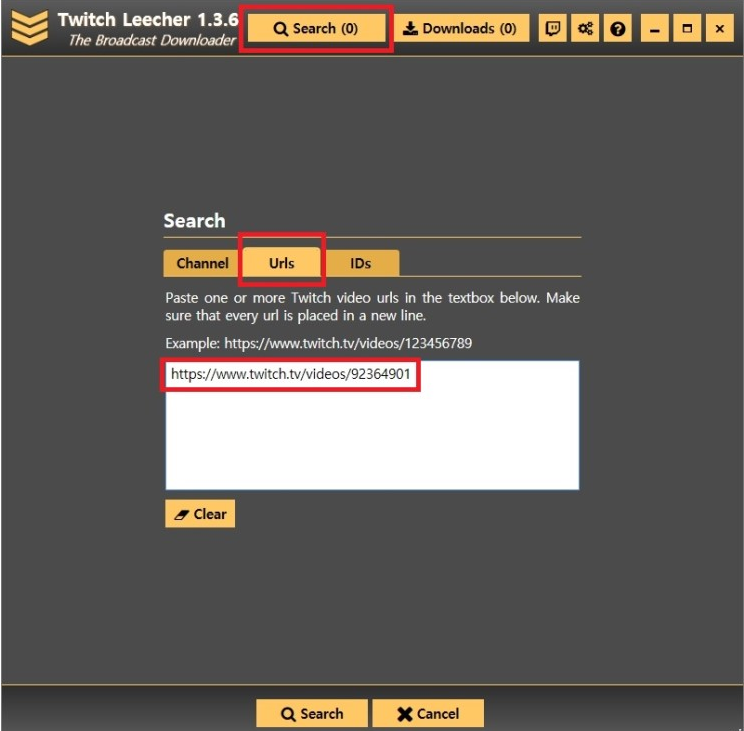 Twitch Leecher 1.3.6
The Broadcast Downloader
Search (0)
Downloads (0)
Search
Channel
Urls
IDs
Paste one or more Twitch video urls in the textbox below. Make
sure that every url is placed in a new line.
Example: https://www.twitch.tv/videos/123456789
https://www.twitch.tv/videos/92364901
Clear
Search
Cancel